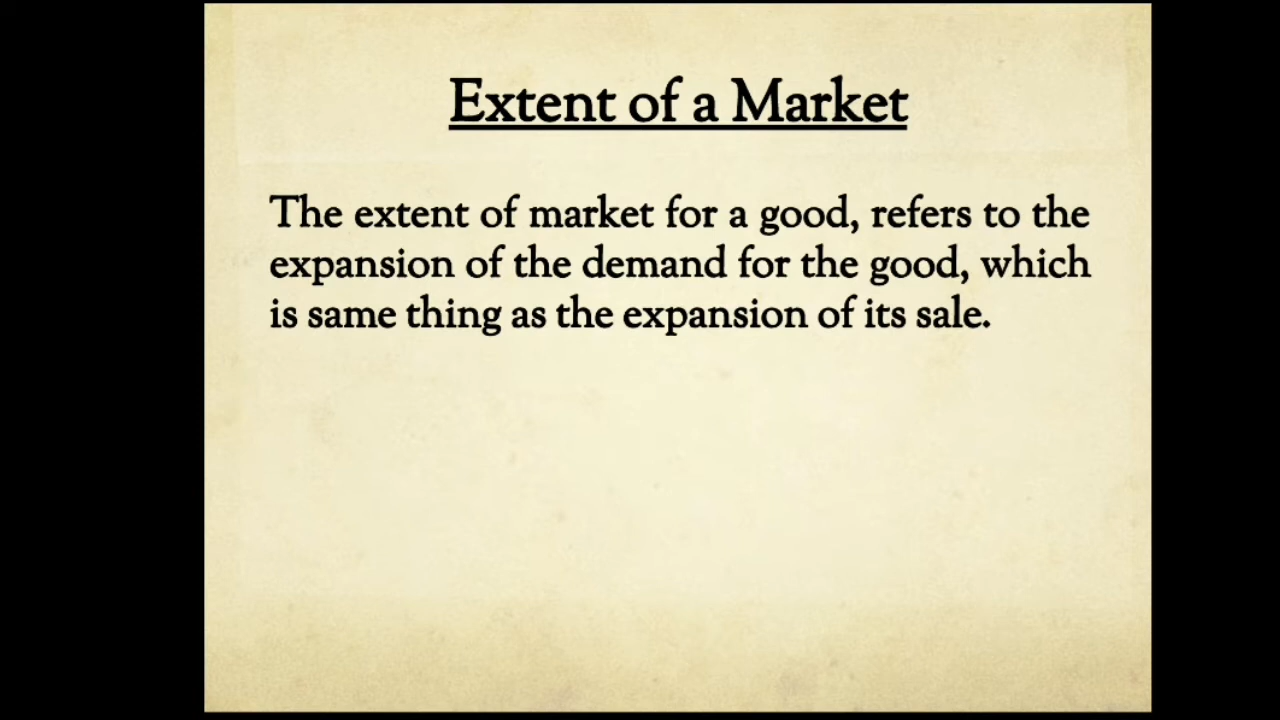 Extent of a Market
The extent of market for a good, refers to the
expansion of the demand for the good, which
is same thing as the expansion of its sale.